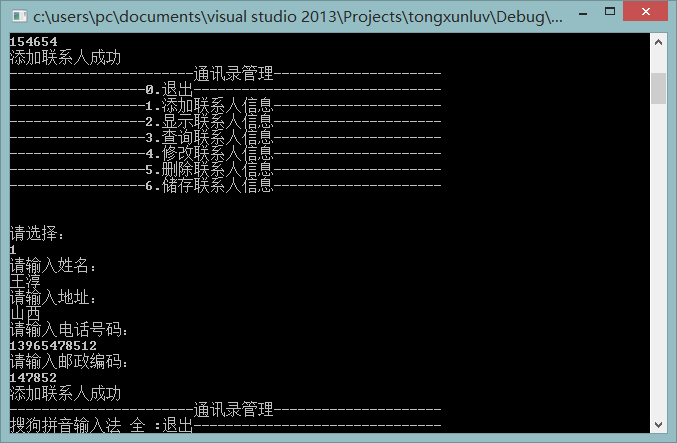 c:\users\pc\documents\visual studio 2013\Projects\tongxunluv\Debug\...
154654
添加联系人成功
-----------------------通讯录管理---------------------
-----------------0.退出-------------------------------
-----------------1.添加联系人信息---------------------
-----------------2.显示联系人信息---------------------
-----------------3.查询联系人信息---------------------
-----------------4.修改联系人信息---------------------
-----------------5.删除联系人信息---------------------
-----------------6.储存联系人信息---------------------
请选择:
1
请输入姓名:
王淳
请输入地址:
山西
请输入电话号码:
13965478512
请输入邮政编码:
147852
添加联系人成功
-----------------------通讯录管理---------------------
搜狗拼音输入法 全 :退出-------------------------------